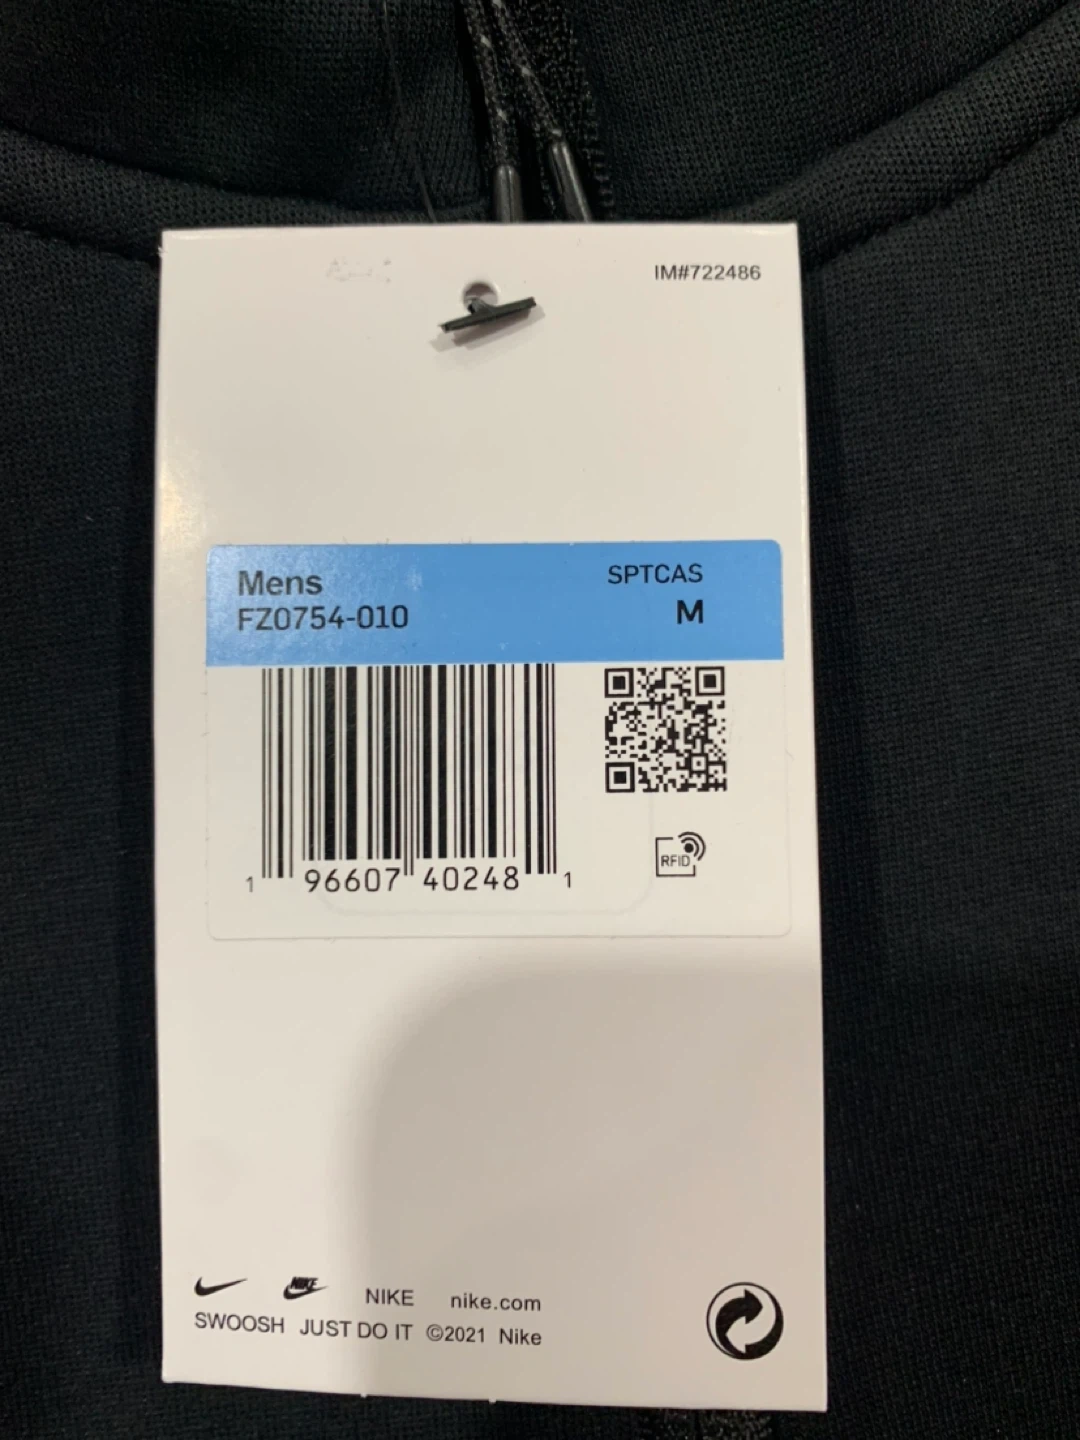 IM#722486
Mens SPTCAS
FZ0754-010 M
1 96607 40248 1
RFID
NIKE NIKE nike.com
SWOOSH JUST DO IT ©2021 Nike